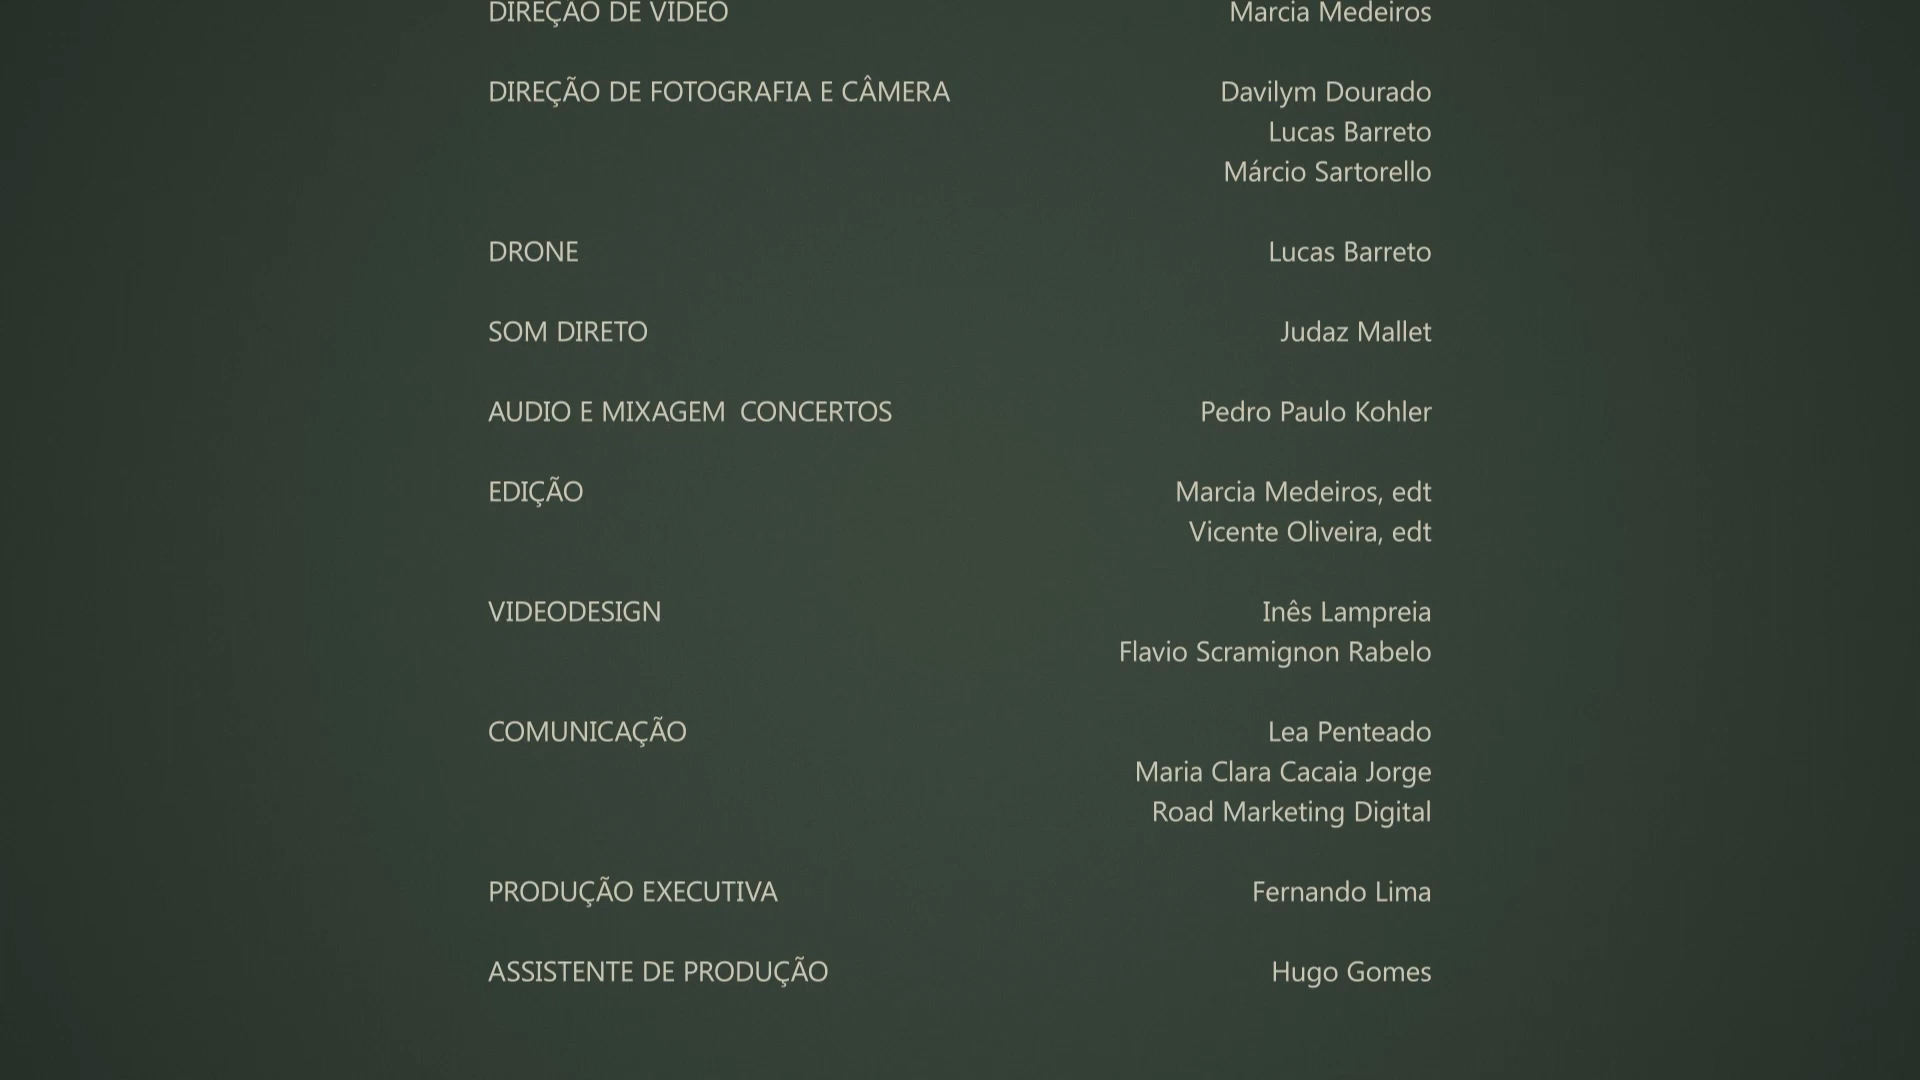 DIREÇÃO DE VÍDEO Marcia Medeiros
DIREÇÃO DE FOTOGRAFIA E CÂMERA Davilym Dourado
Lucas Barreto
Márcio Sartorello
DRONE Lucas Barreto
SOM DIRETO Judaz Mallet
AUDIO E MIXAGEM  CONCERTOS Pedro Paulo Kohler
EDIÇÃO Marcia Medeiros, edt
Vicente Oliveira, edt
VIDEODESIGN Inês Lampreia
Flavio Scramignon Rabelo
COMUNICAÇÃO Lea Penteado
Maria Clara Cacaia Jorge
Road Marketing Digital
PRODUÇÃO EXECUTIVA Fernando Lima
ASSISTENTE DE PRODUÇÃO Hugo Gomes